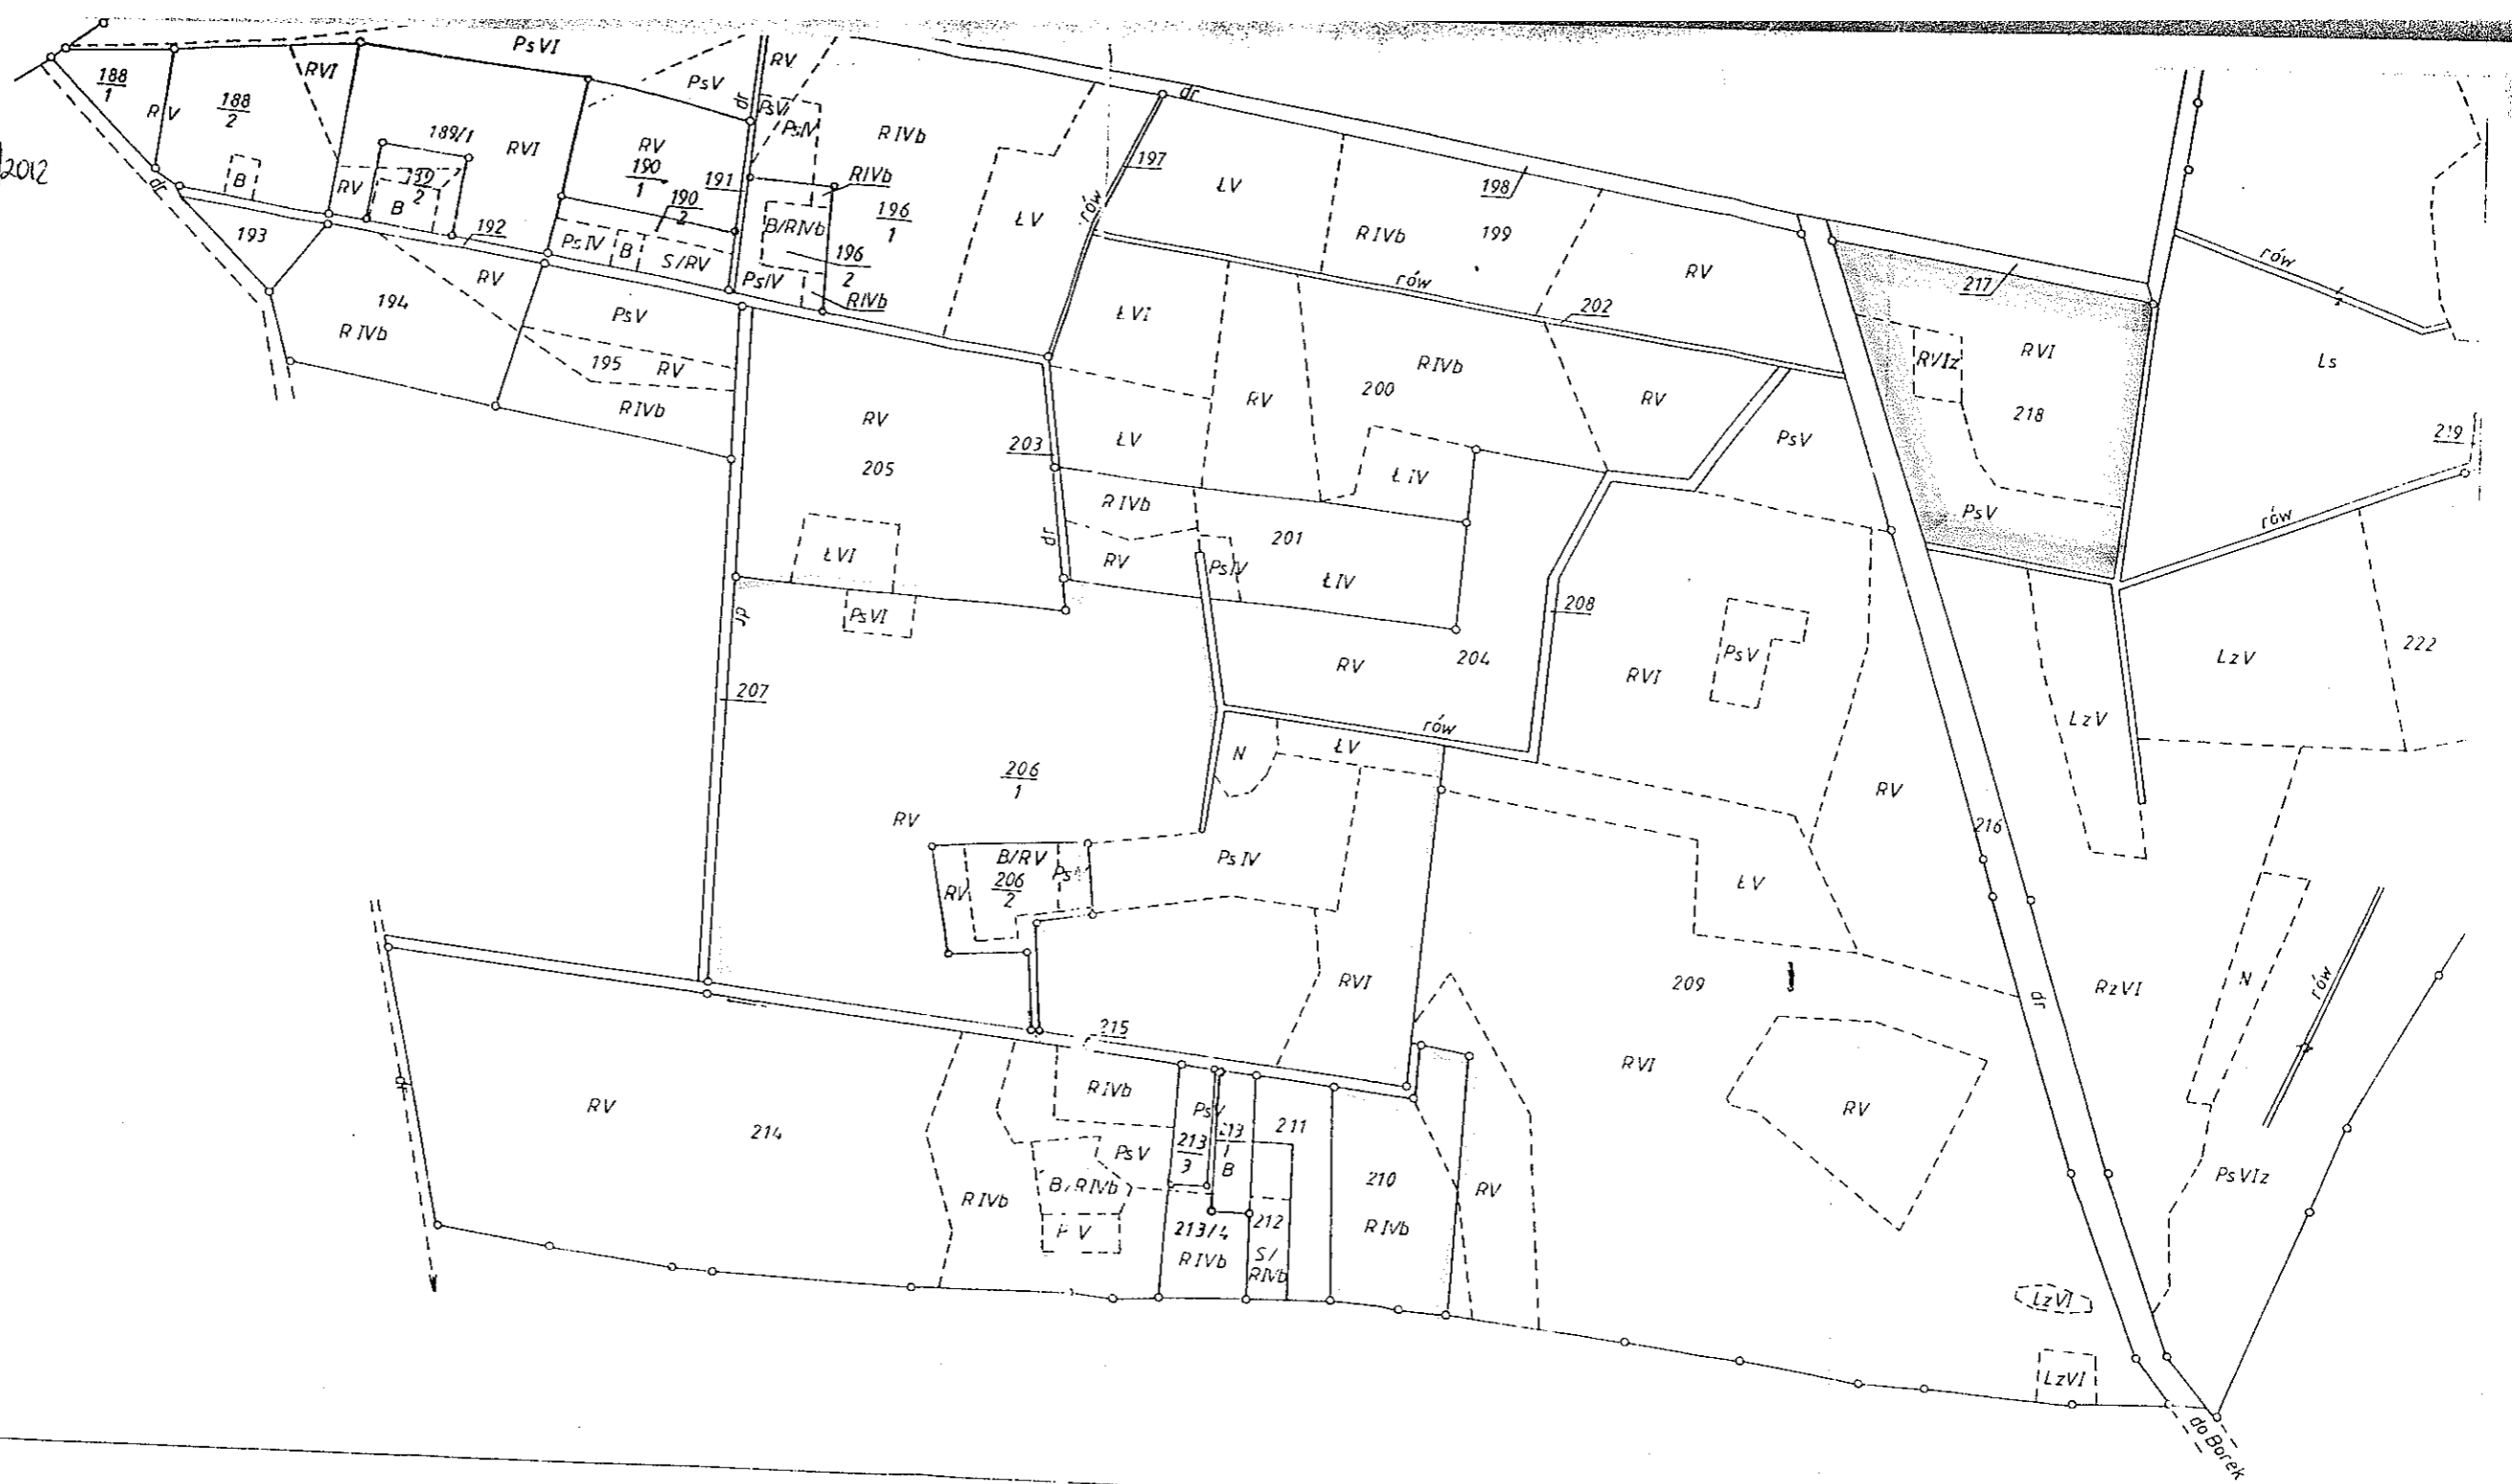 PsVI
RV
188
1
RV
188
2
RVI
189/1
RVI
PsV
dr
PsVI
PsIV
RIVb
dr
197
ŁV
198
2012
B
RV
B
2
RV
190
1
191
190
2
RIVb
196
1
ŁV
rów
RIVb
199
RV
rów
dr
193
192
PsIV
B
S/RV
B/RIVb
196
2
PsIV
RIVb
217
194
RIVb
RV
PsV
195
RV
RIVb
ŁVI
rów
202
RVIz
RVI
218
Ls
219
RV
205
203
ŁV
RV
200
RIVb
RV
PsV
ŁIV
RIVb
201
PsV
rów
dr
RV
PsIV
ŁIV
ŁVI
PsVI
208
dr
207
RV
204
RVI
PsV
LzV
222
LzV
rów
N
ŁV
206
1
RV
RV
216
B/RV
206
2
RV
PsIV
ŁV
209
RVI
dr
RzVI
N
rów
215
RVI
RV
RV
214
RIVb
PsV
213
3
213
B
211
PsV
RIVb
B/RIVb
210
RIVb
RV
213/4
RIVb
212
S/
RIVb
dr
PsVIz
LzVI
LzVI
do Borek